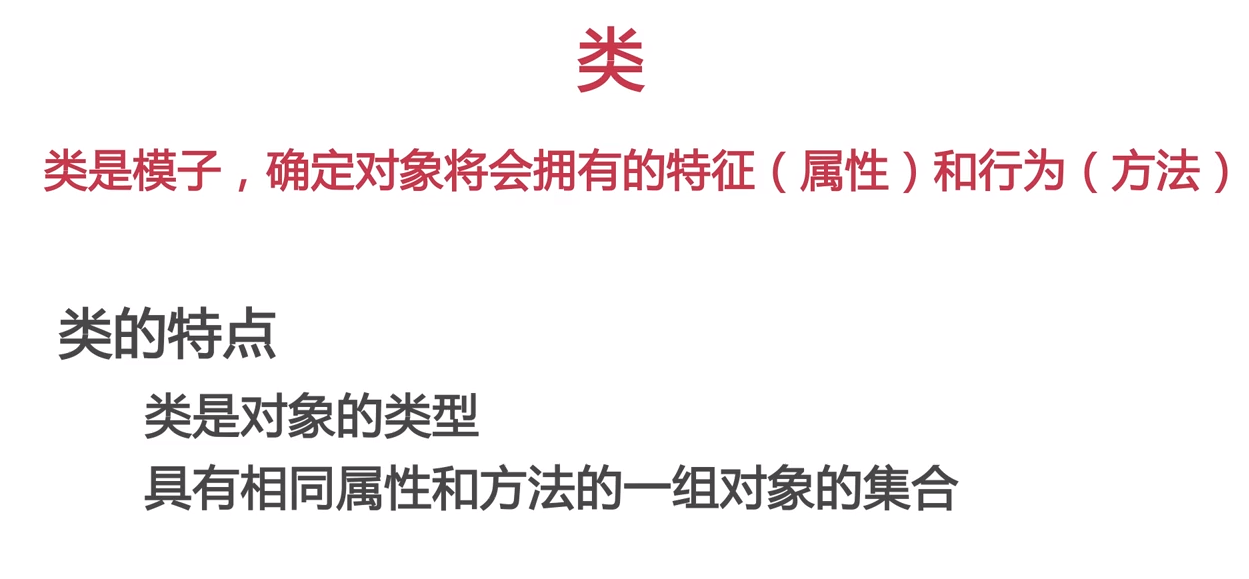 类
类是模子，确定对象将会拥有的特征（属性）和行为（方法）
类的特点
类是对象的类型
具有相同属性和方法的一组对象的集合